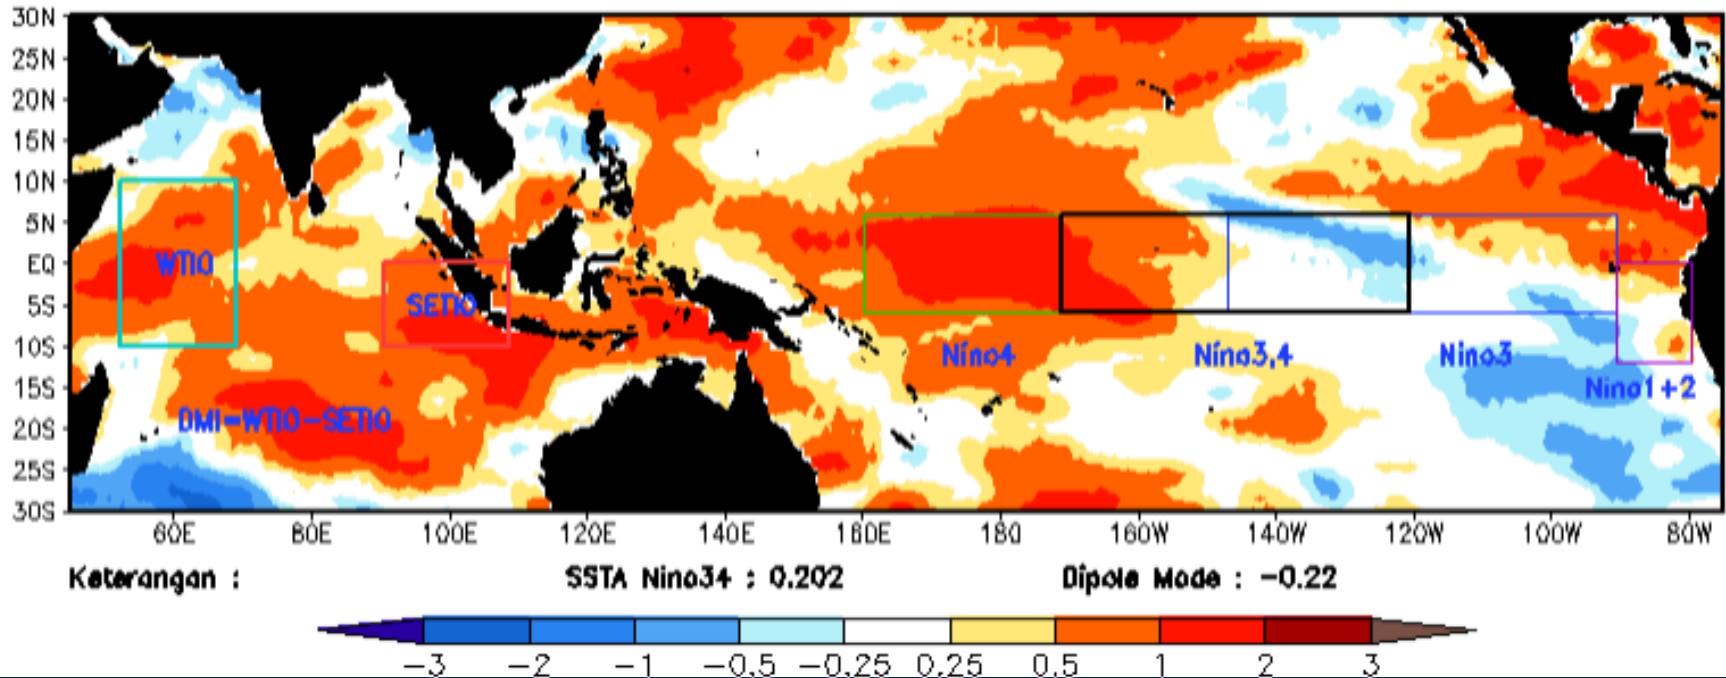 30N
25N
20N
15N
10N
5N
EQ
5S
10S
15S
20S
25S
30S
WTIO
SETIO
DMI=WTIO-SETIO
Nino4
Nino3,4
Nino3
Nino1+2
60E 80E 100E 120E 140E 160E 180 160W 140W 120W 100W 80W
Keterangan : SSTA Nino34 : 0.202 Dipole Mode : -0.22
-3 -2 -1 -0,5 -0,25 0,25 0,5 1 2 3